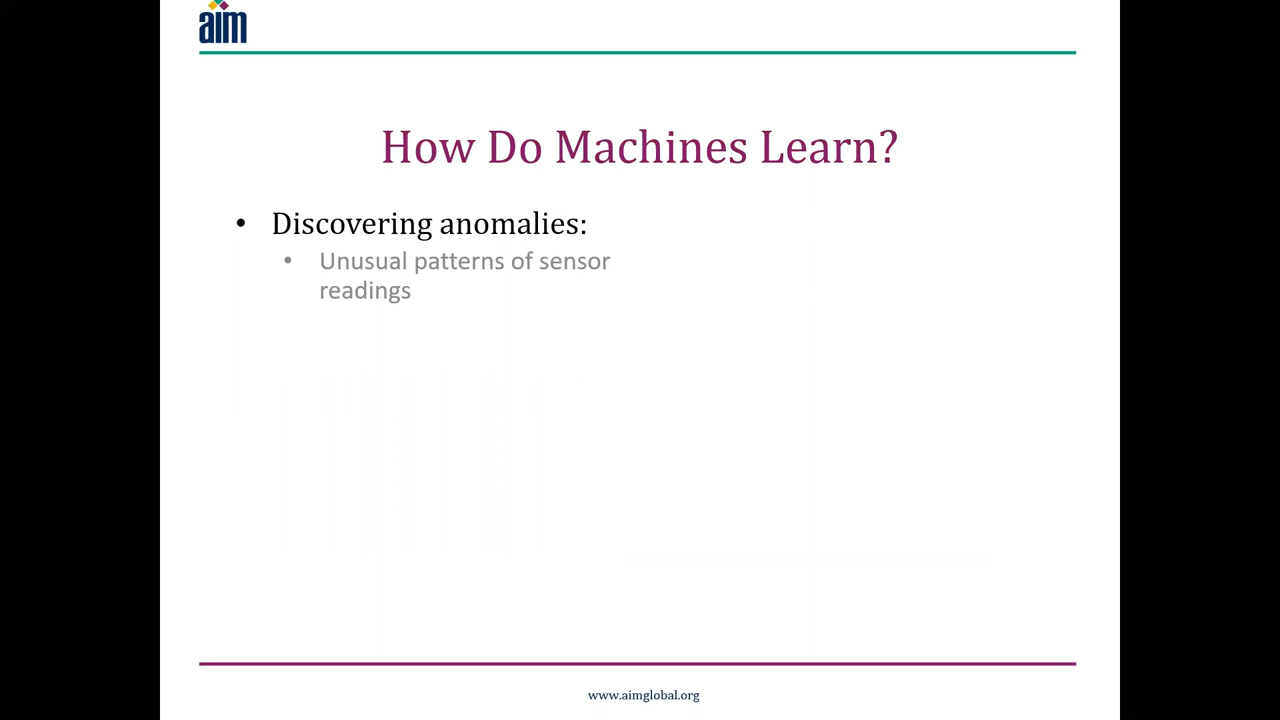 aim
How Do Machines Learn?
• Discovering anomalies:
• Unusual patterns of sensor
readings
www.aimglobal.org